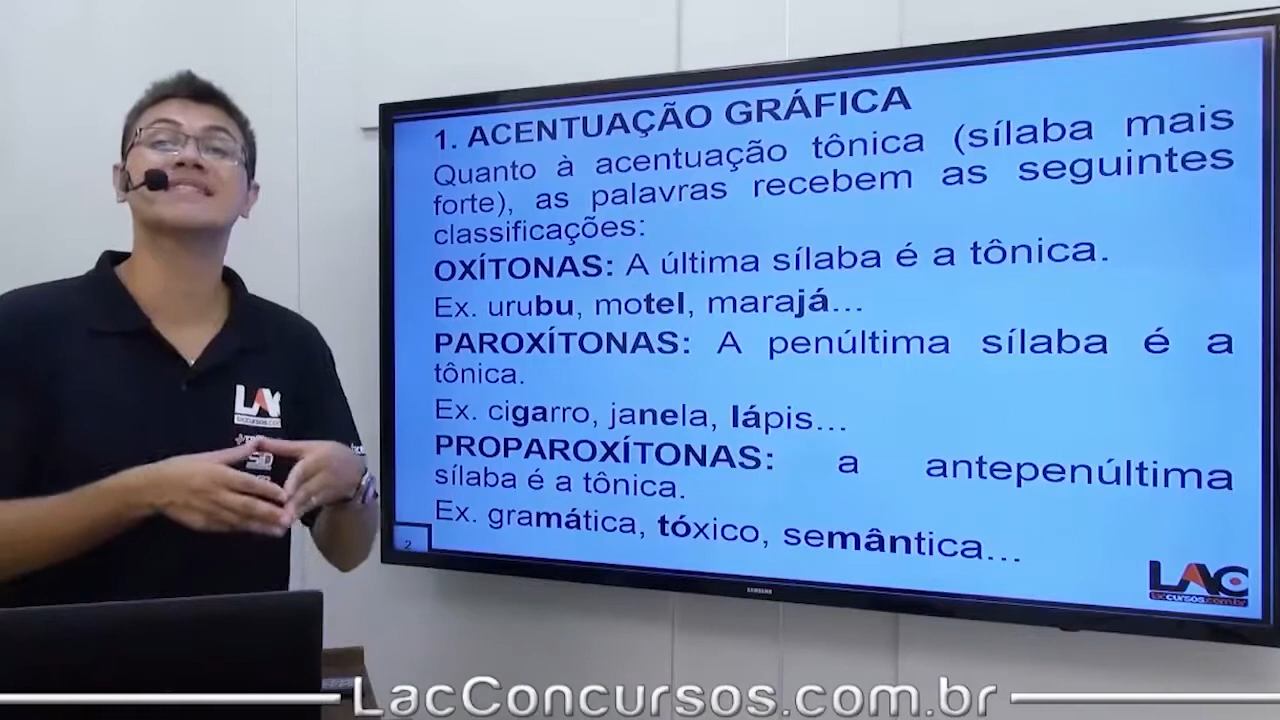 1. ACENTUAÇÃO GRÁFICA
Quanto à acentuação tônica (sílaba mais
forte), as palavras recebem as seguintes
classificações:
OXÍTONAS: A última sílaba é a tônica.
Ex. urubu, motel, marajá...
PAROXÍTONAS: A penúltima sílaba é a
tônica.
Ex. cigarro, janela, lápis...
PROPAROXÍTONAS: a antepenúltima
sílaba é a tônica.
Ex. gramática, tóxico, semântica...
2
LAC
laccursos.com.br
SAMSUNG
LAC
LacConcursos.com.br